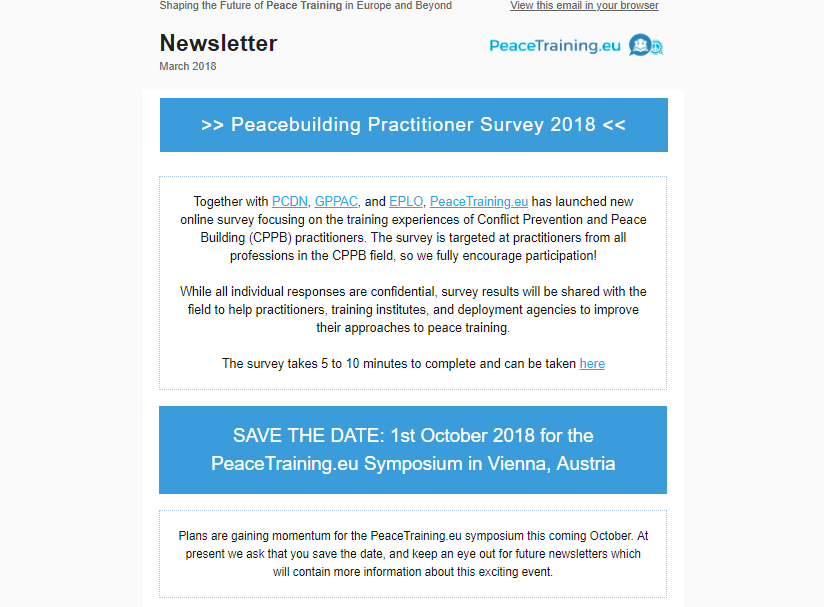 Shaping the Future of Peace Training in Europe and Beyond
View this email in your browser
Newsletter
PeaceTraining.eu
March 2018
>> Peacebuilding Practitioner Survey 2018 <<
Together with PCDN, GPPAC, and EPLO, PeaceTraining.eu has launched new
online survey focusing on the training experiences of Conflict Prevention and Peace
Building (CPPB) practitioners. The survey is targeted at practitioners from all
professions in the CPPB field, so we fully encourage participation!
While all individual responses are confidential, survey results will be shared with the
field to help practitioners, training institutes, and deployment agencies to improve
their approaches to peace training.
The survey takes 5 to 10 minutes to complete and can be taken here
SAVE THE DATE: 1st October 2018 for the
PeaceTraining.eu Symposium in Vienna, Austria
Plans are gaining momentum for the PeaceTraining.eu symposium this coming October. At
present we ask that you save the date, and keep an eye out for future newsletters which
will contain more information about this exciting event.